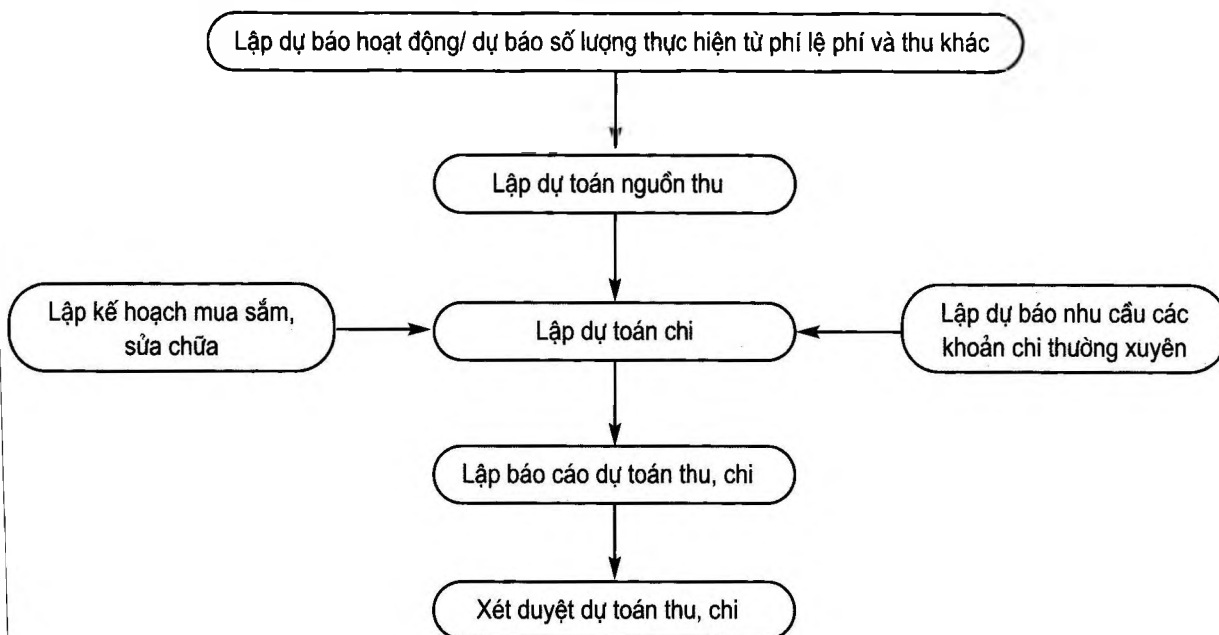 Lập dự báo hoạt động/ dự báo số lượng thực hiện từ phí lệ phí và thu khác
Lập dự toán nguồn thu
Lập kế hoạch mua sắm,
sửa chữa
Lập dự toán chi
Lập dự báo nhu cầu các
khoản chi thường xuyên
Lập báo cáo dự toán thu, chi
Xét duyệt dự toán thu, chi